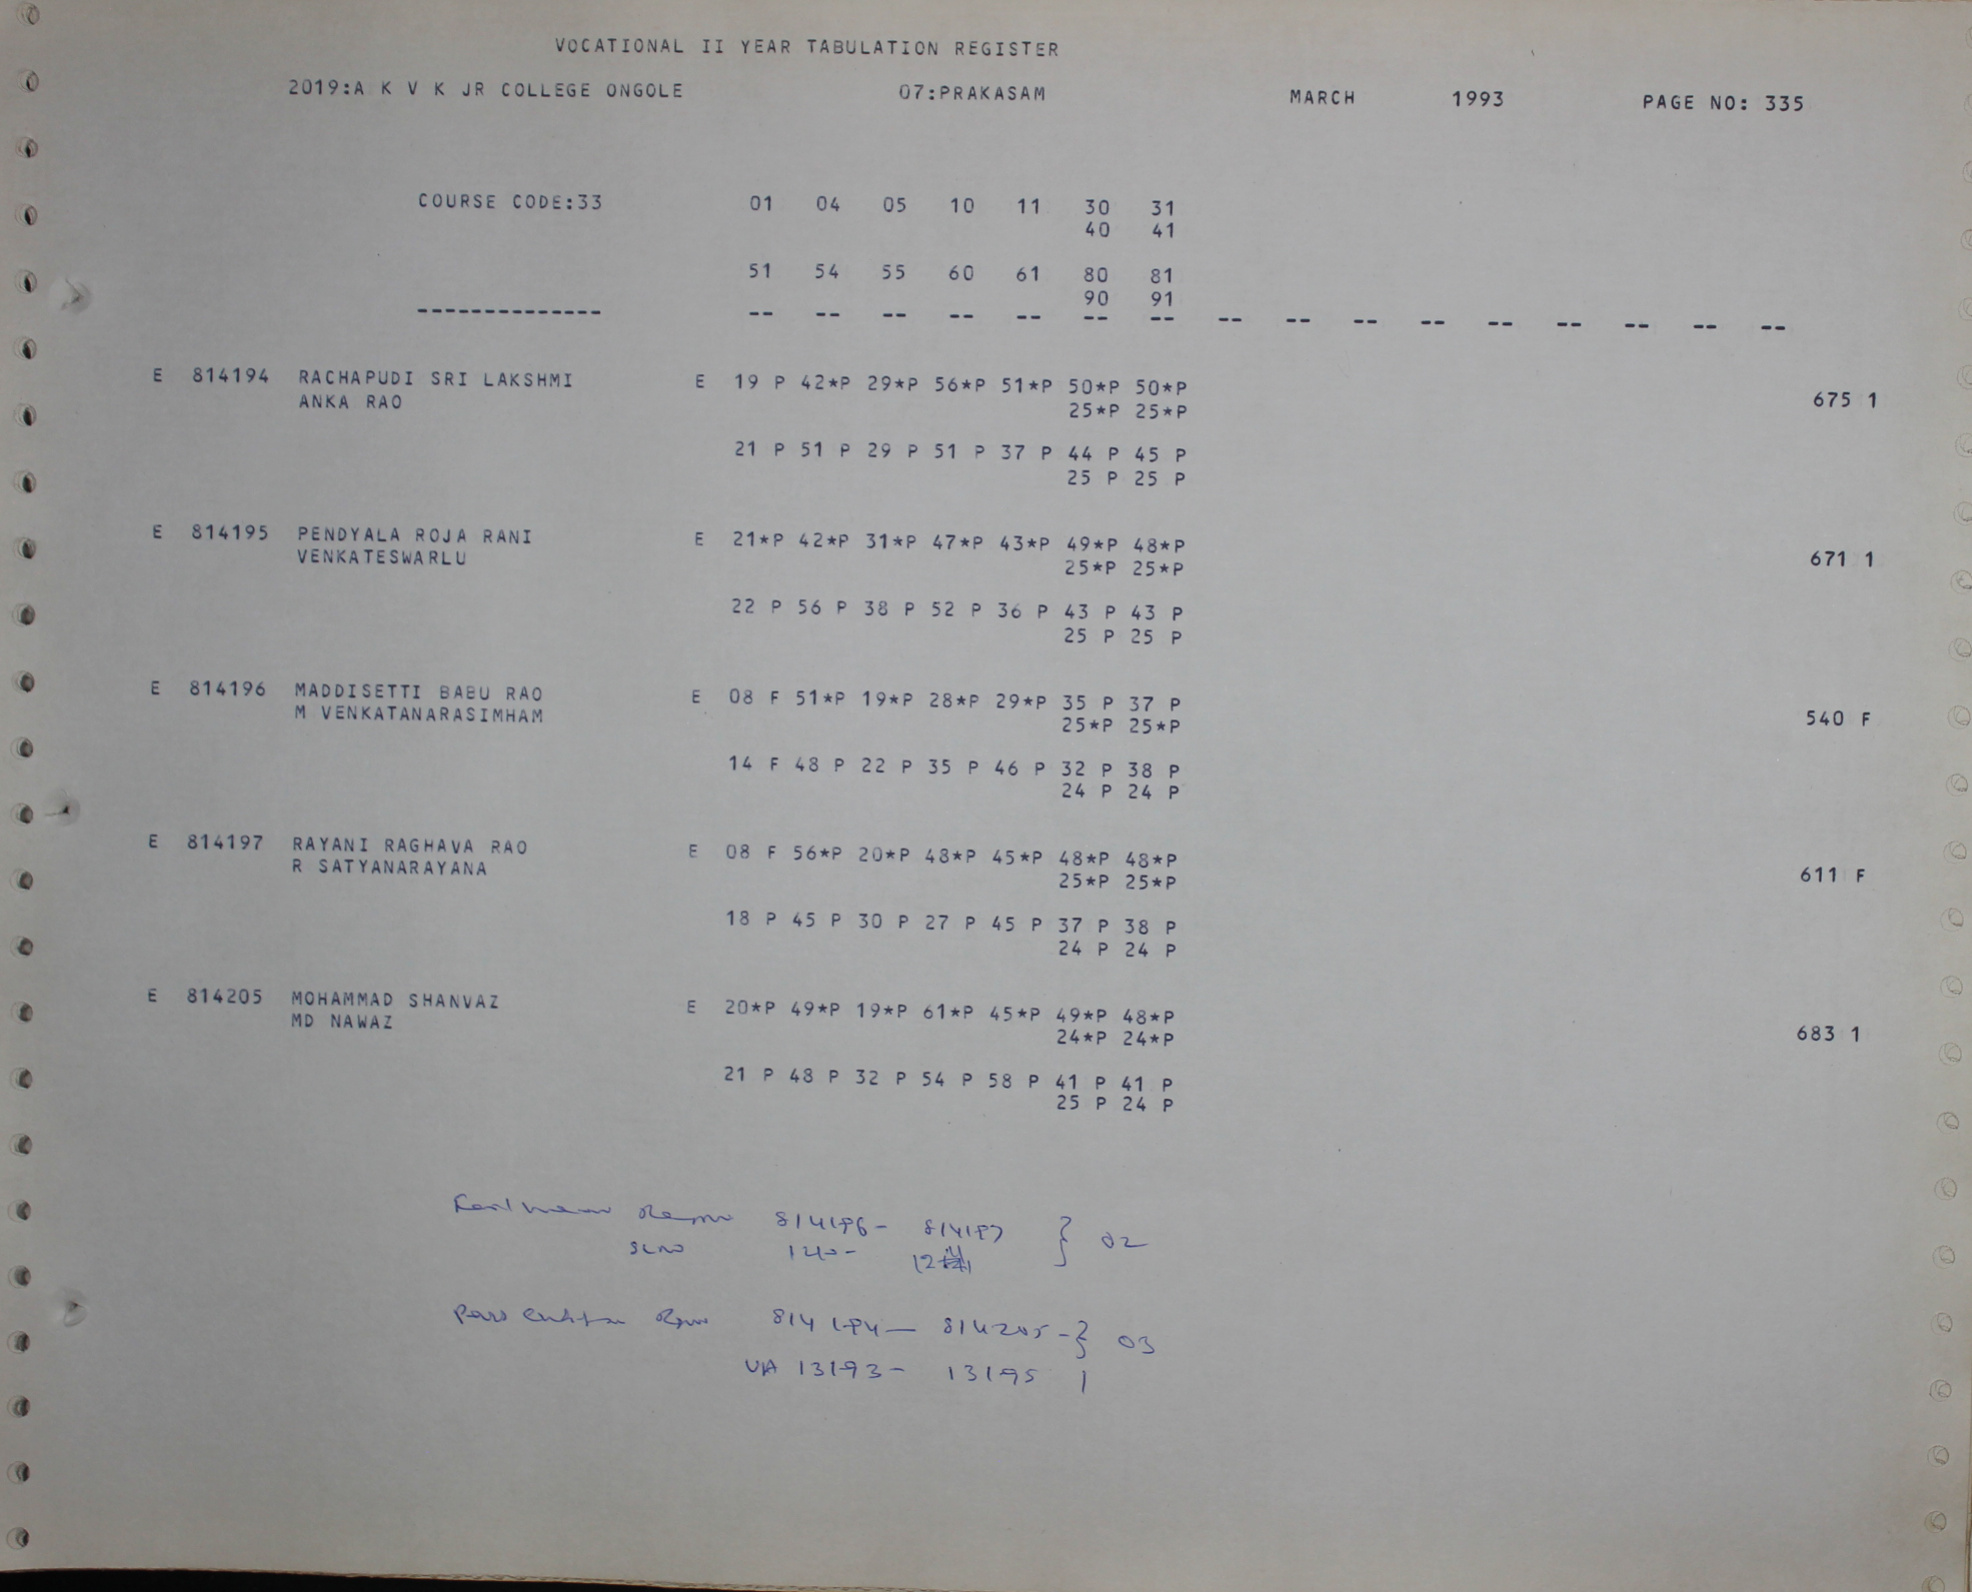 VOCATIONAL II YEAR TABULATION REGISTER
2019:A K V K JR COLLEGE ONGOLE 07:PRAKASAM MARCH 1993 PAGE NO: 335
COURSE CODE:33 01 04 05 10 11 30 31
40 41
51 54 55 60 61 80 81
90 91
-------------- -- -- -- -- -- -- -- -- -- -- -- -- -- -- -- --
E 814194 RACHAPUDI SRI LAKSHMI E 19 P 42*P 29*P 56*P 51*P 50*P 50*P
ANKA RAO 25*P 25*P 675 1
21 P 51 P 29 P 51 P 37 P 44 P 45 P
25 P 25 P
E 814195 PENDYALA ROJA RANI E 21*P 42*P 31*P 47*P 43*P 49*P 48*P
VENKATESWARLU 25*P 25*P 671 1
22 P 56 P 38 P 52 P 36 P 43 P 43 P
25 P 25 P
E 814196 MADDISETTI BABU RAO E 08 F 51*P 19*P 28*P 29*P 35 P 37 P
M VENKATANARASIMHAM 25*P 25*P 540 F
14 F 48 P 22 P 35 P 46 P 32 P 38 P
24 P 24 P
E 814197 RAYANI RAGHAVA RAO E 08 F 56*P 20*P 48*P 45*P 48*P 48*P
R SATYANARAYANA 25*P 25*P 611 F
18 P 45 P 30 P 27 P 45 P 37 P 38 P
24 P 24 P
E 814205 MOHAMMAD SHANVAZ E 20*P 49*P 19*P 61*P 45*P 49*P 48*P
MD NAWAZ 24*P 24*P 683 1
21 P 48 P 32 P 54 P 58 P 41 P 41 P
25 P 24 P
814196- 814197 } 02
814194- 814205- } 03
13193- 13195